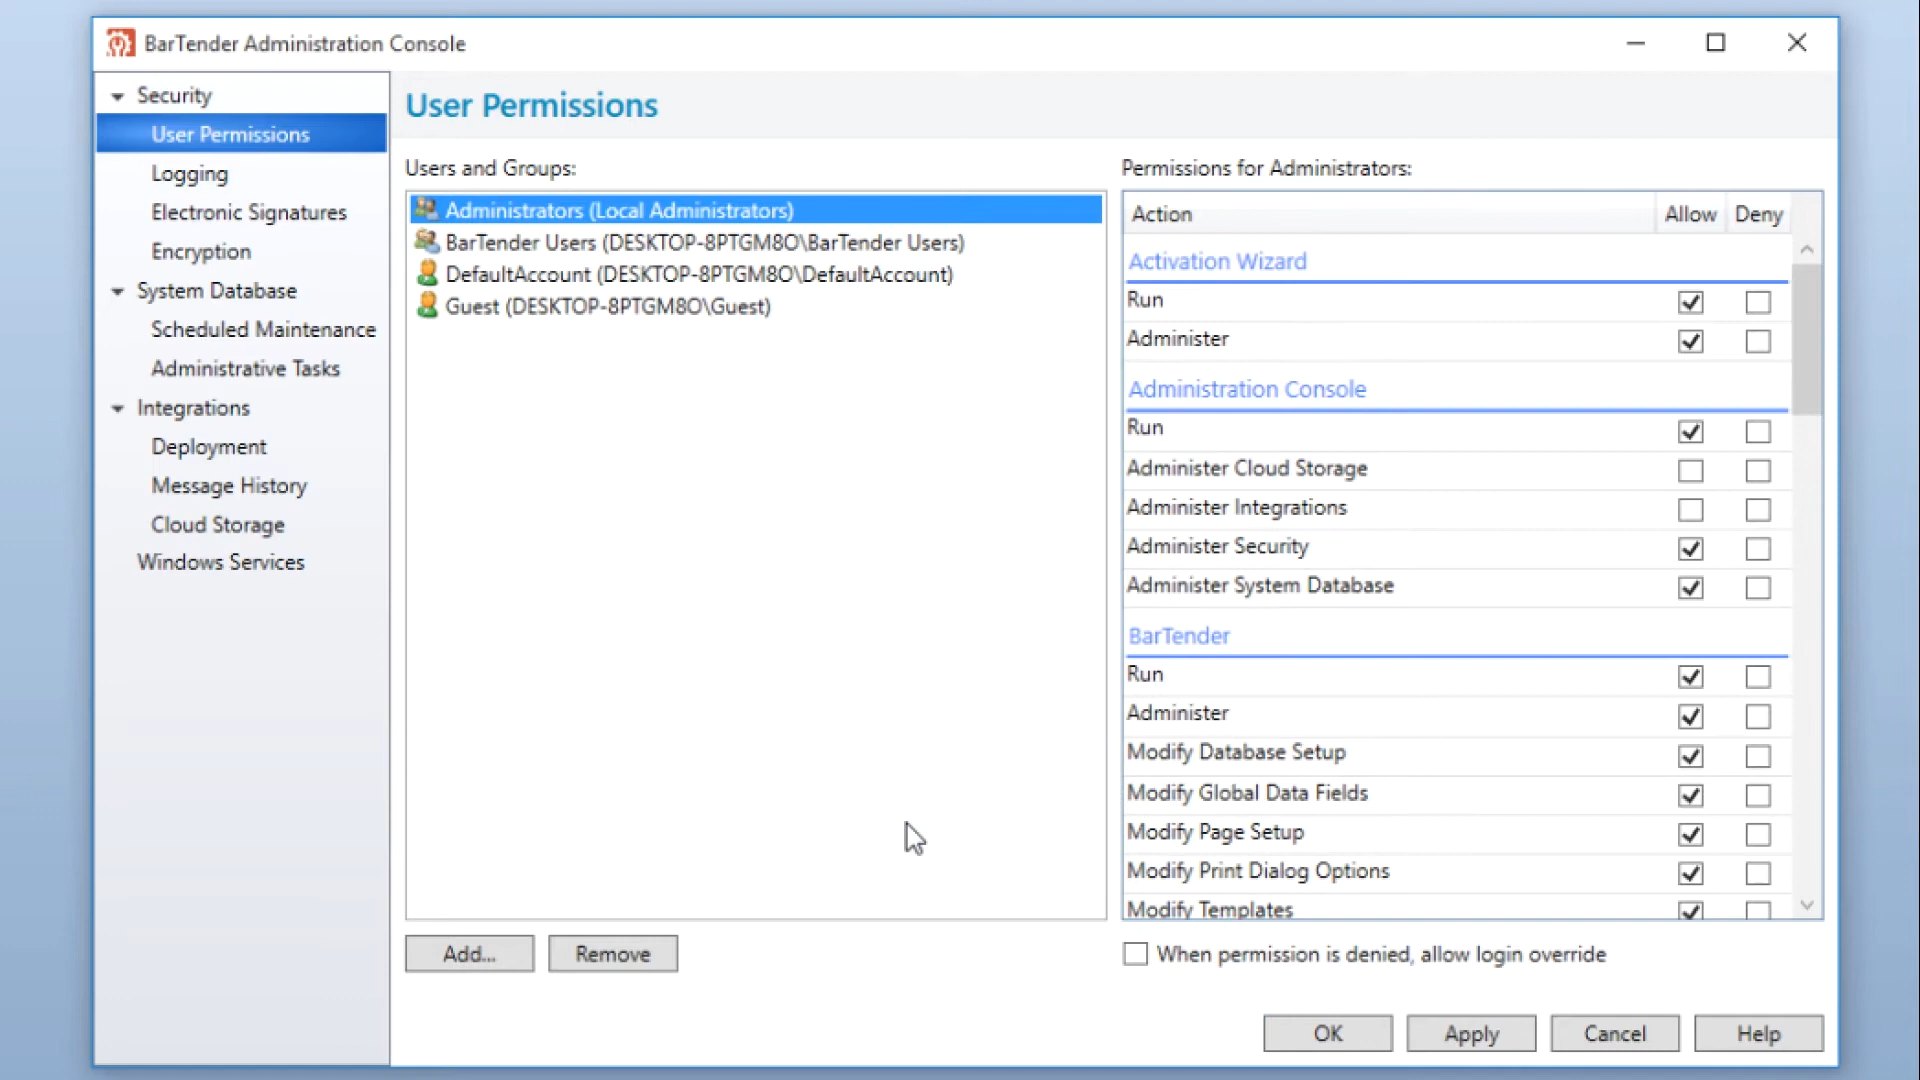 BarTender Administration Console
Security
User Permissions
Logging
Electronic Signatures
Encryption
System Database
Scheduled Maintenance
Administrative Tasks
Integrations
Deployment
Message History
Cloud Storage
Windows Services
User Permissions
Users and Groups:
Administrators (Local Administrators)
BarTender Users (DESKTOP-8PTGM8O\BarTender Users)
DefaultAccount (DESKTOP-8PTGM8O\DefaultAccount)
Guest (DESKTOP-8PTGM8O\Guest)
Add...
Remove
Permissions for Administrators:
Action Allow Deny
Activation Wizard
Run
Administer
Administration Console
Run
Administer Cloud Storage
Administer Integrations
Administer Security
Administer System Database
BarTender
Run
Administer
Modify Database Setup
Modify Global Data Fields
Modify Page Setup
Modify Print Dialog Options
Modify Templates
When permission is denied, allow login override
OK
Apply
Cancel
Help